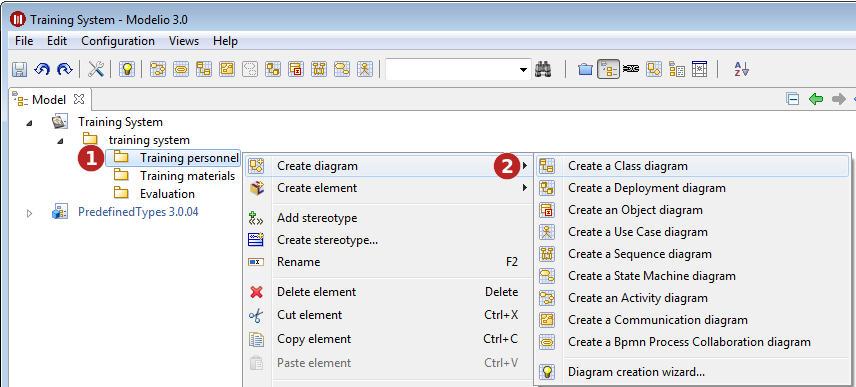 Training System - Modelio 3.0
File Edit Configuration Views Help
Model
Training System
training system
1 Training personnel
Training materials
Evaluation
PredefinedTypes 3.0.04
Create diagram 2
Create element
Add stereotype
Create stereotype...
Rename F2
Delete element Delete
Cut element Ctrl+X
Copy element Ctrl+C
Paste element Ctrl+V
Create a Class diagram
Create a Deployment diagram
Create an Object diagram
Create a Use Case diagram
Create a Sequence diagram
Create a State Machine diagram
Create an Activity diagram
Create a Communication diagram
Create a Bpmn Process Collaboration diagram
Diagram creation wizard...